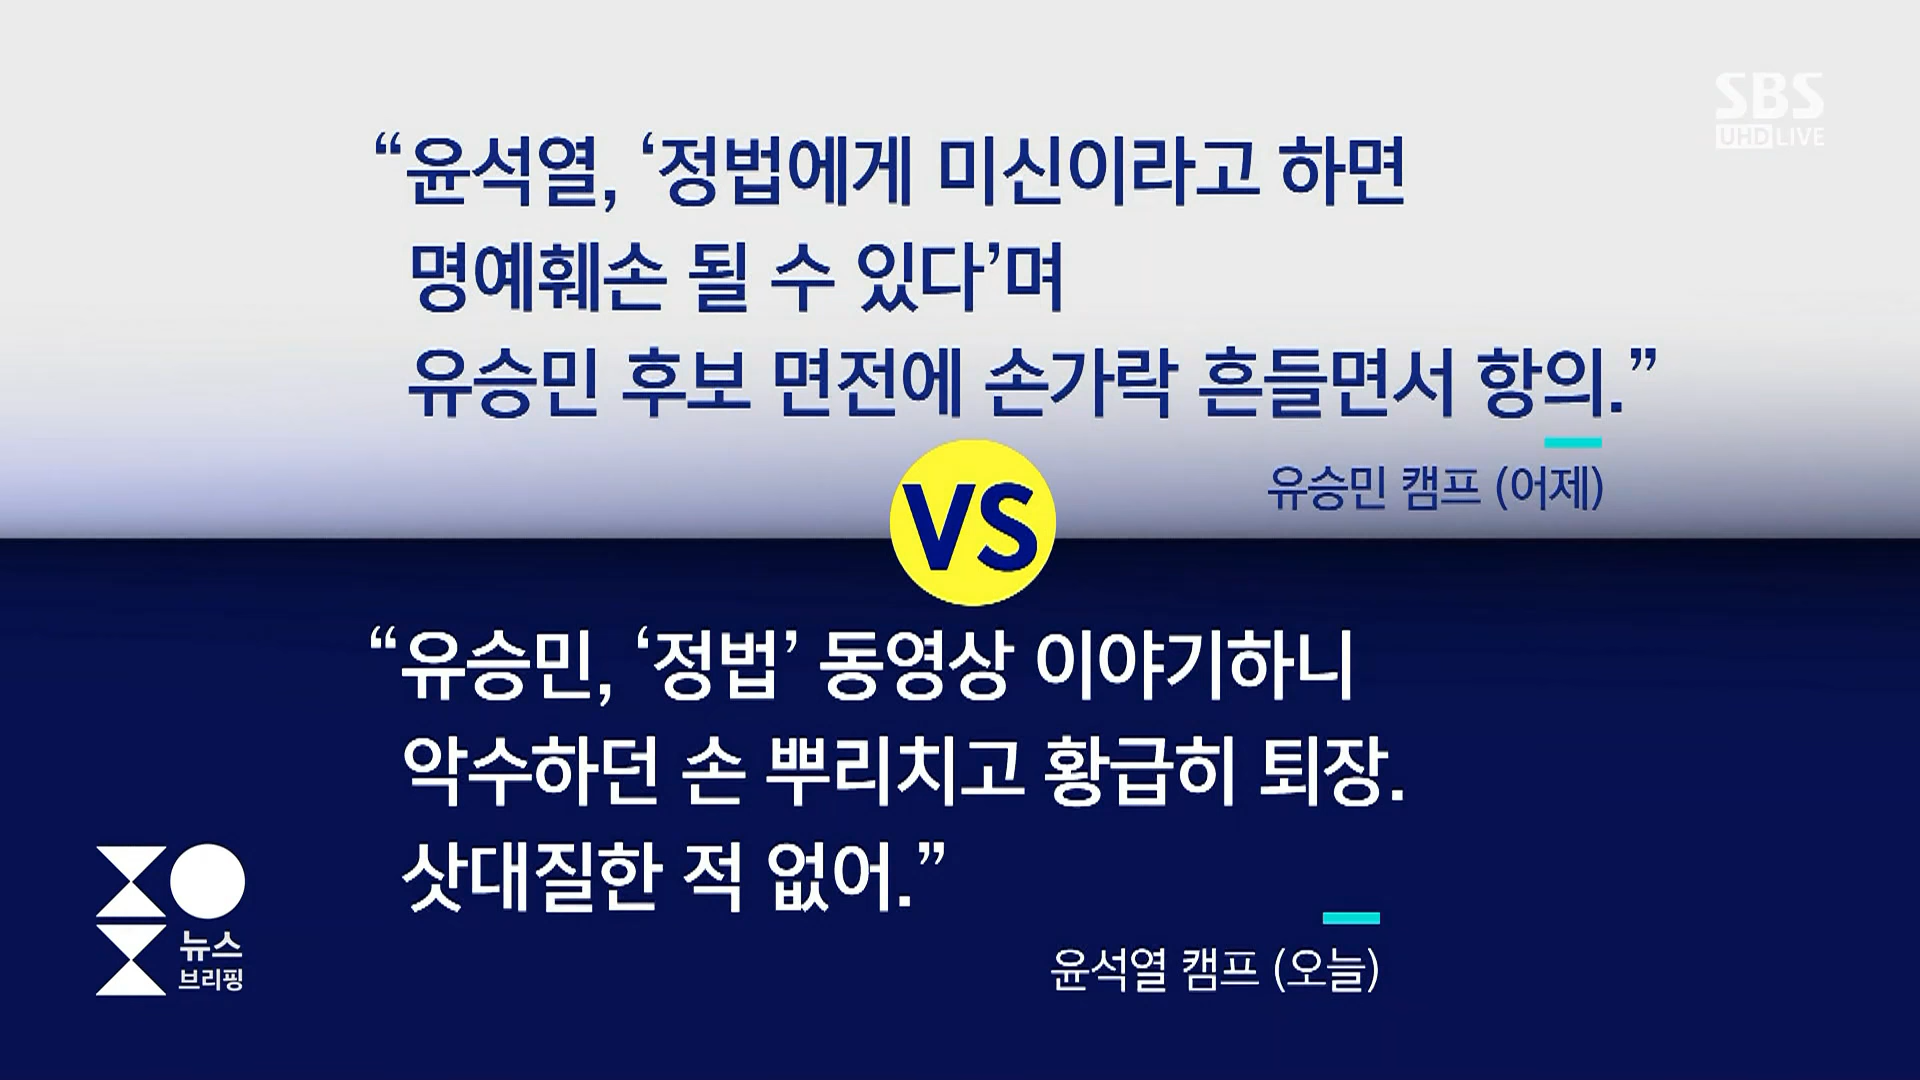 SBS
UHD LIVE
“윤석열, ‘정법에게 미신이라고 하면
명예훼손 될 수 있다’며
유승민 후보 면전에 손가락 흔들면서 항의.”
유승민 캠프 (어제)
VS
“유승민, ‘정법’ 동영상 이야기하니
악수하던 손 뿌리치고 황급히 퇴장.
삿대질한 적 없어.”
윤석열 캠프 (오늘)
뉴스
브리핑